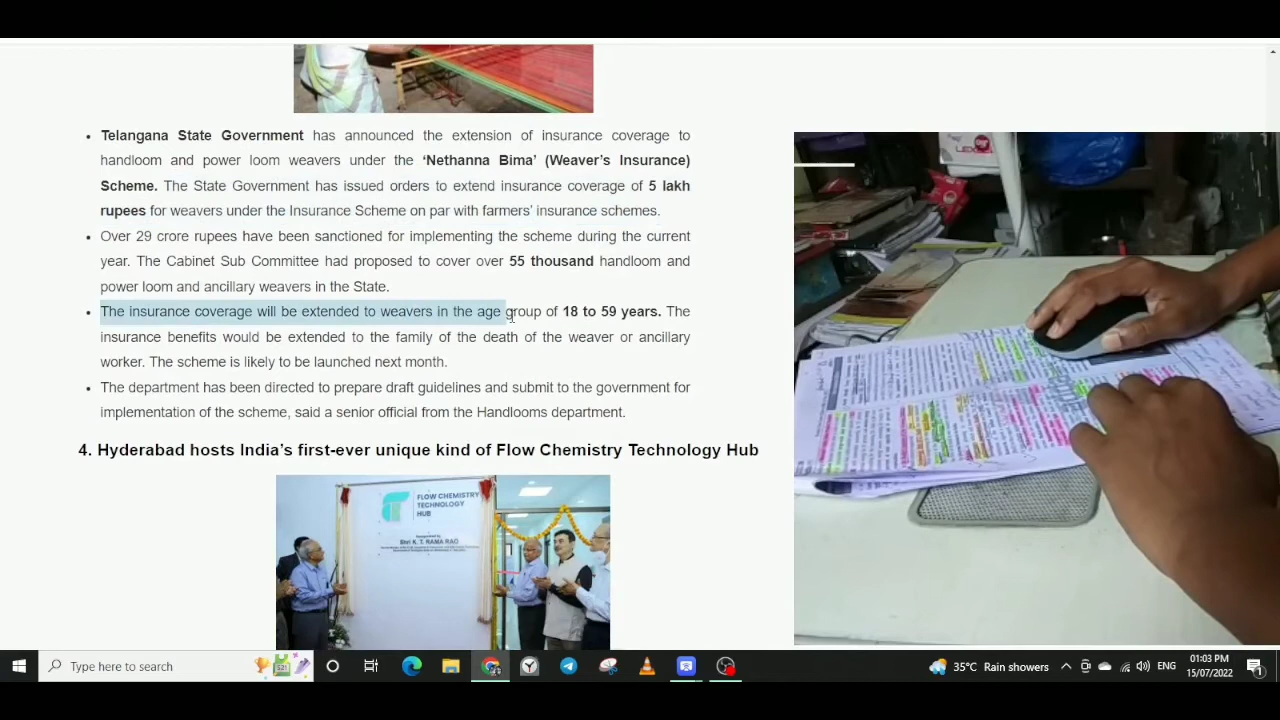 Telangana State Government has announced the extension of insurance coverage to
handloom and power loom weavers under the ‘Nethanna Bima’ (Weaver’s Insurance)
Scheme. The State Government has issued orders to extend insurance coverage of 5 lakh
rupees for weavers under the Insurance Scheme on par with farmers’ insurance schemes.
Over 29 crore rupees have been sanctioned for implementing the scheme during the current
year. The Cabinet Sub Committee had proposed to cover over 55 thousand handloom and
power loom and ancillary weavers in the State.
The insurance coverage will be extended to weavers in the age group of 18 to 59 years. The
insurance benefits would be extended to the family of the death of the weaver or ancillary
worker. The scheme is likely to be launched next month.
The department has been directed to prepare draft guidelines and submit to the government for
implementation of the scheme, said a senior official from the Handlooms department.
4. Hyderabad hosts India’s first-ever unique kind of Flow Chemistry Technology Hub
FLOW CHEMISTRY
TECHNOLOGY
HUB
Shri K. T. RAMA RAO
Type here to search
35°C Rain showers
ENG
01:03 PM
15/07/2022